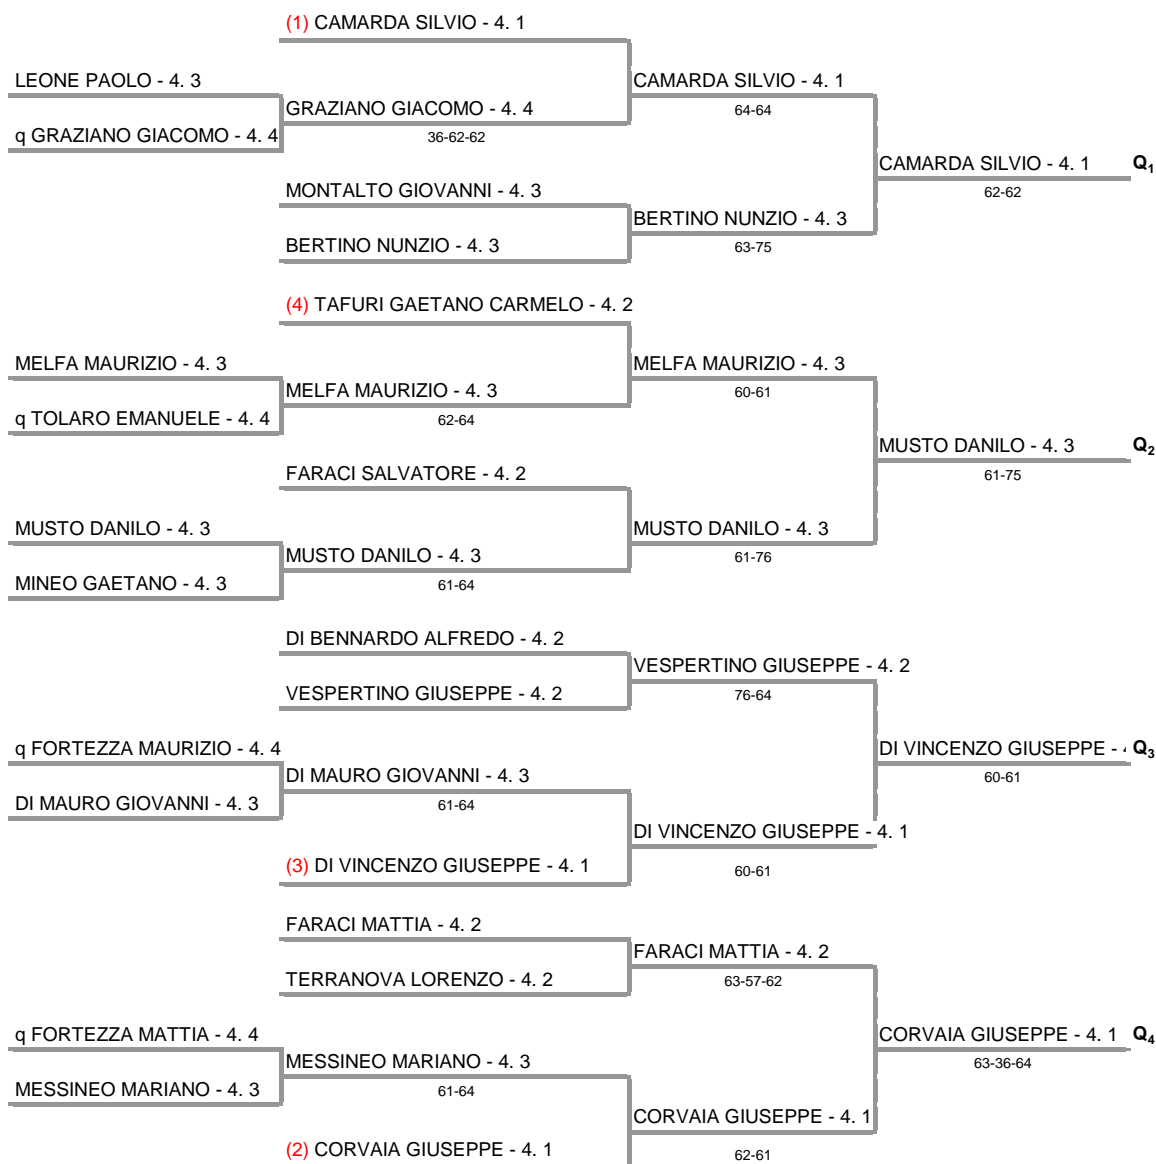 (1) CAMARDA SILVIO - 4. 1
LEONE PAOLO - 4. 3
CAMARDA SILVIO - 4. 1
GRAZIANO GIACOMO - 4. 4
64-64
q GRAZIANO GIACOMO - 4. 4
36-62-62
CAMARDA SILVIO - 4. 1 Q1
MONTALTO GIOVANNI - 4. 3
62-62
BERTINO NUNZIO - 4. 3
BERTINO NUNZIO - 4. 3
63-75
(4) TAFURI GAETANO CARMELO - 4. 2
MELFA MAURIZIO - 4. 3
MELFA MAURIZIO - 4. 3
MELFA MAURIZIO - 4. 3
60-61
q TOLARO EMANUELE - 4. 4
62-64
MUSTO DANILO - 4. 3 Q2
FARACI SALVATORE - 4. 2
61-75
MUSTO DANILO - 4. 3
MUSTO DANILO - 4. 3
MUSTO DANILO - 4. 3
61-76
MINEO GAETANO - 4. 3
61-64
DI BENNARDO ALFREDO - 4. 2
VESPERTINO GIUSEPPE - 4. 2
VESPERTINO GIUSEPPE - 4. 2
76-64
q FORTEZZA MAURIZIO - 4. 4
DI VINCENZO GIUSEPPE - Q3
DI MAURO GIOVANNI - 4. 3
60-61
DI MAURO GIOVANNI - 4. 3
61-64
DI VINCENZO GIUSEPPE - 4. 1
(3) DI VINCENZO GIUSEPPE - 4. 1
60-61
FARACI MATTIA - 4. 2
FARACI MATTIA - 4. 2
TERRANOVA LORENZO - 4. 2
63-57-62
q FORTEZZA MATTIA - 4. 4
CORVAIA GIUSEPPE - 4. 1 Q4
MESSINEO MARIANO - 4. 3
63-36-64
MESSINEO MARIANO - 4. 3
61-64
CORVAIA GIUSEPPE - 4. 1
(2) CORVAIA GIUSEPPE - 4. 1
62-61